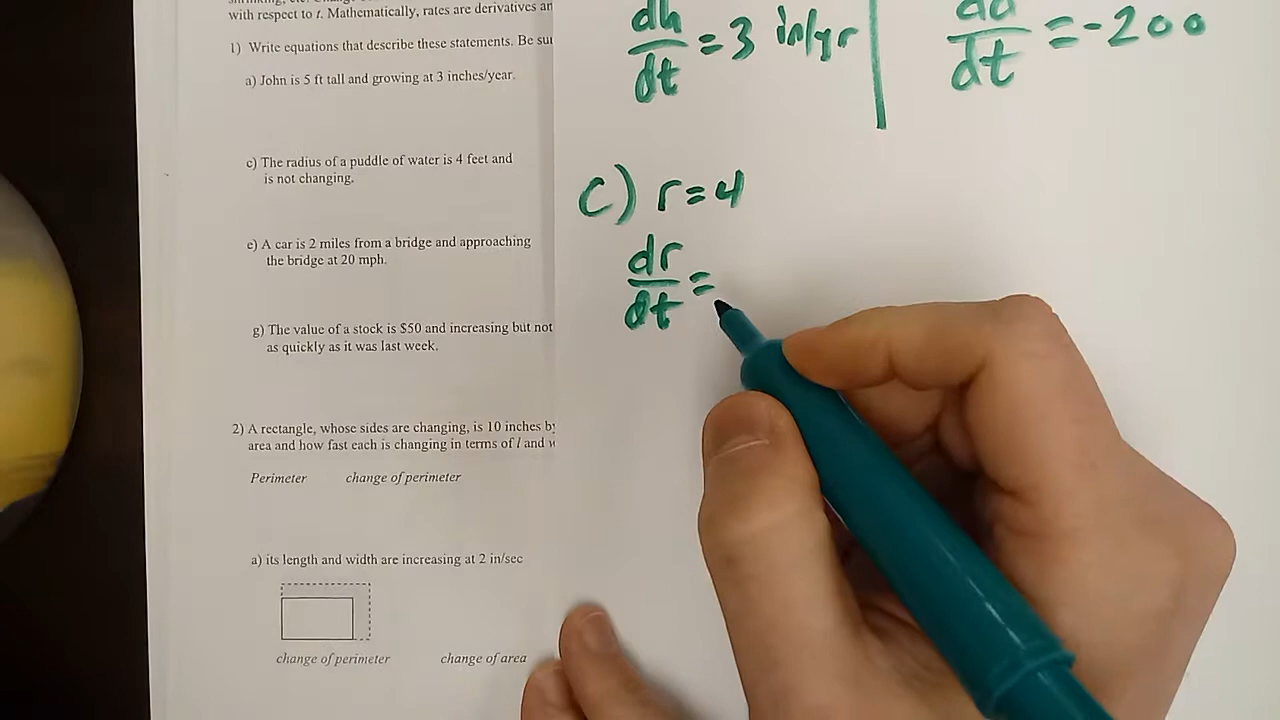 with respect to t. Mathematically, rates are derivatives an
1) Write equations that describe these statements. Be sur
a) John is 5 ft tall and growing at 3 inches/year.
c) The radius of a puddle of water is 4 feet and
is not changing.
e) A car is 2 miles from a bridge and approaching
the bridge at 20 mph.
g) The value of a stock is $50 and increasing but not
as quickly as it was last week.
2) A rectangle, whose sides are changing, is 10 inches by
area and how fast each is changing in terms of l and w
Perimeter change of perimeter
a) its length and width are increasing at 2 in/sec
change of perimeter change of area
dh/dt = 3 in/yr
dt = -200
C) r=4
dr/dt =